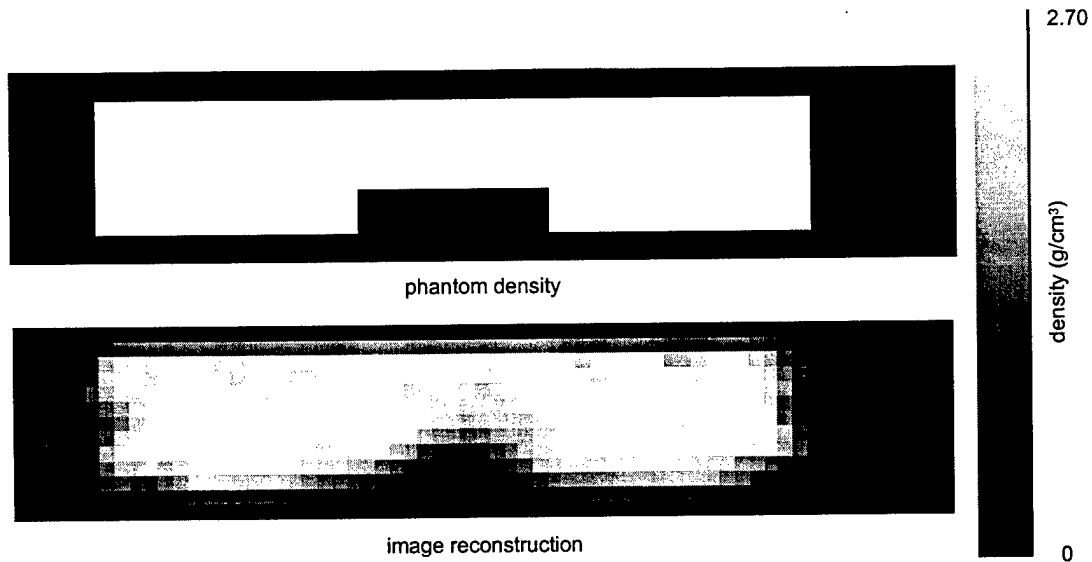 2.70
phantom density
density (g/cm³)
image reconstruction
0